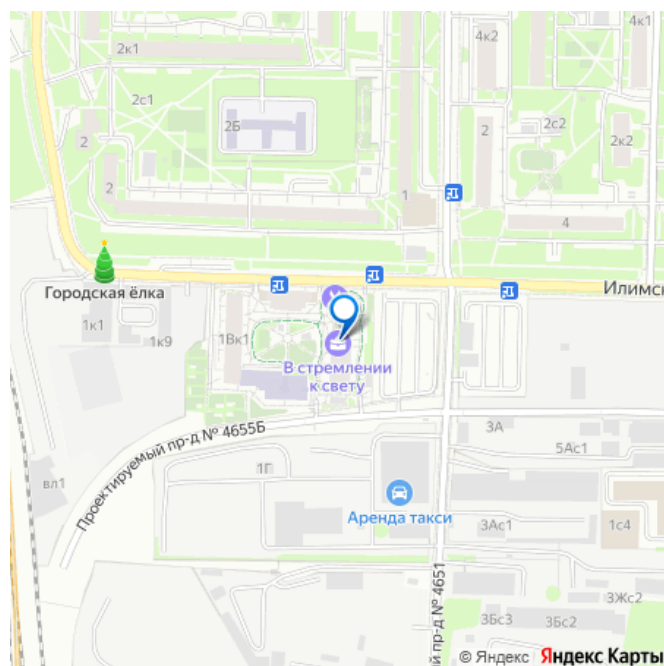 2к1
4к2
2с1
2Б
2
2
2с2
2к2
2
1
4
Городская ёлка
Илимск
1к1
1к9
1Вк1
В стремлении
к свету
Проектируемый пр-д № 4655Б
3А
5Ас1
1Г
вл1
Аренда такси
3Ас1
1с4
ый пр-д № 4651
3Жс2
3Бс3
3Бс2
© Яндекс Яндекс Карты